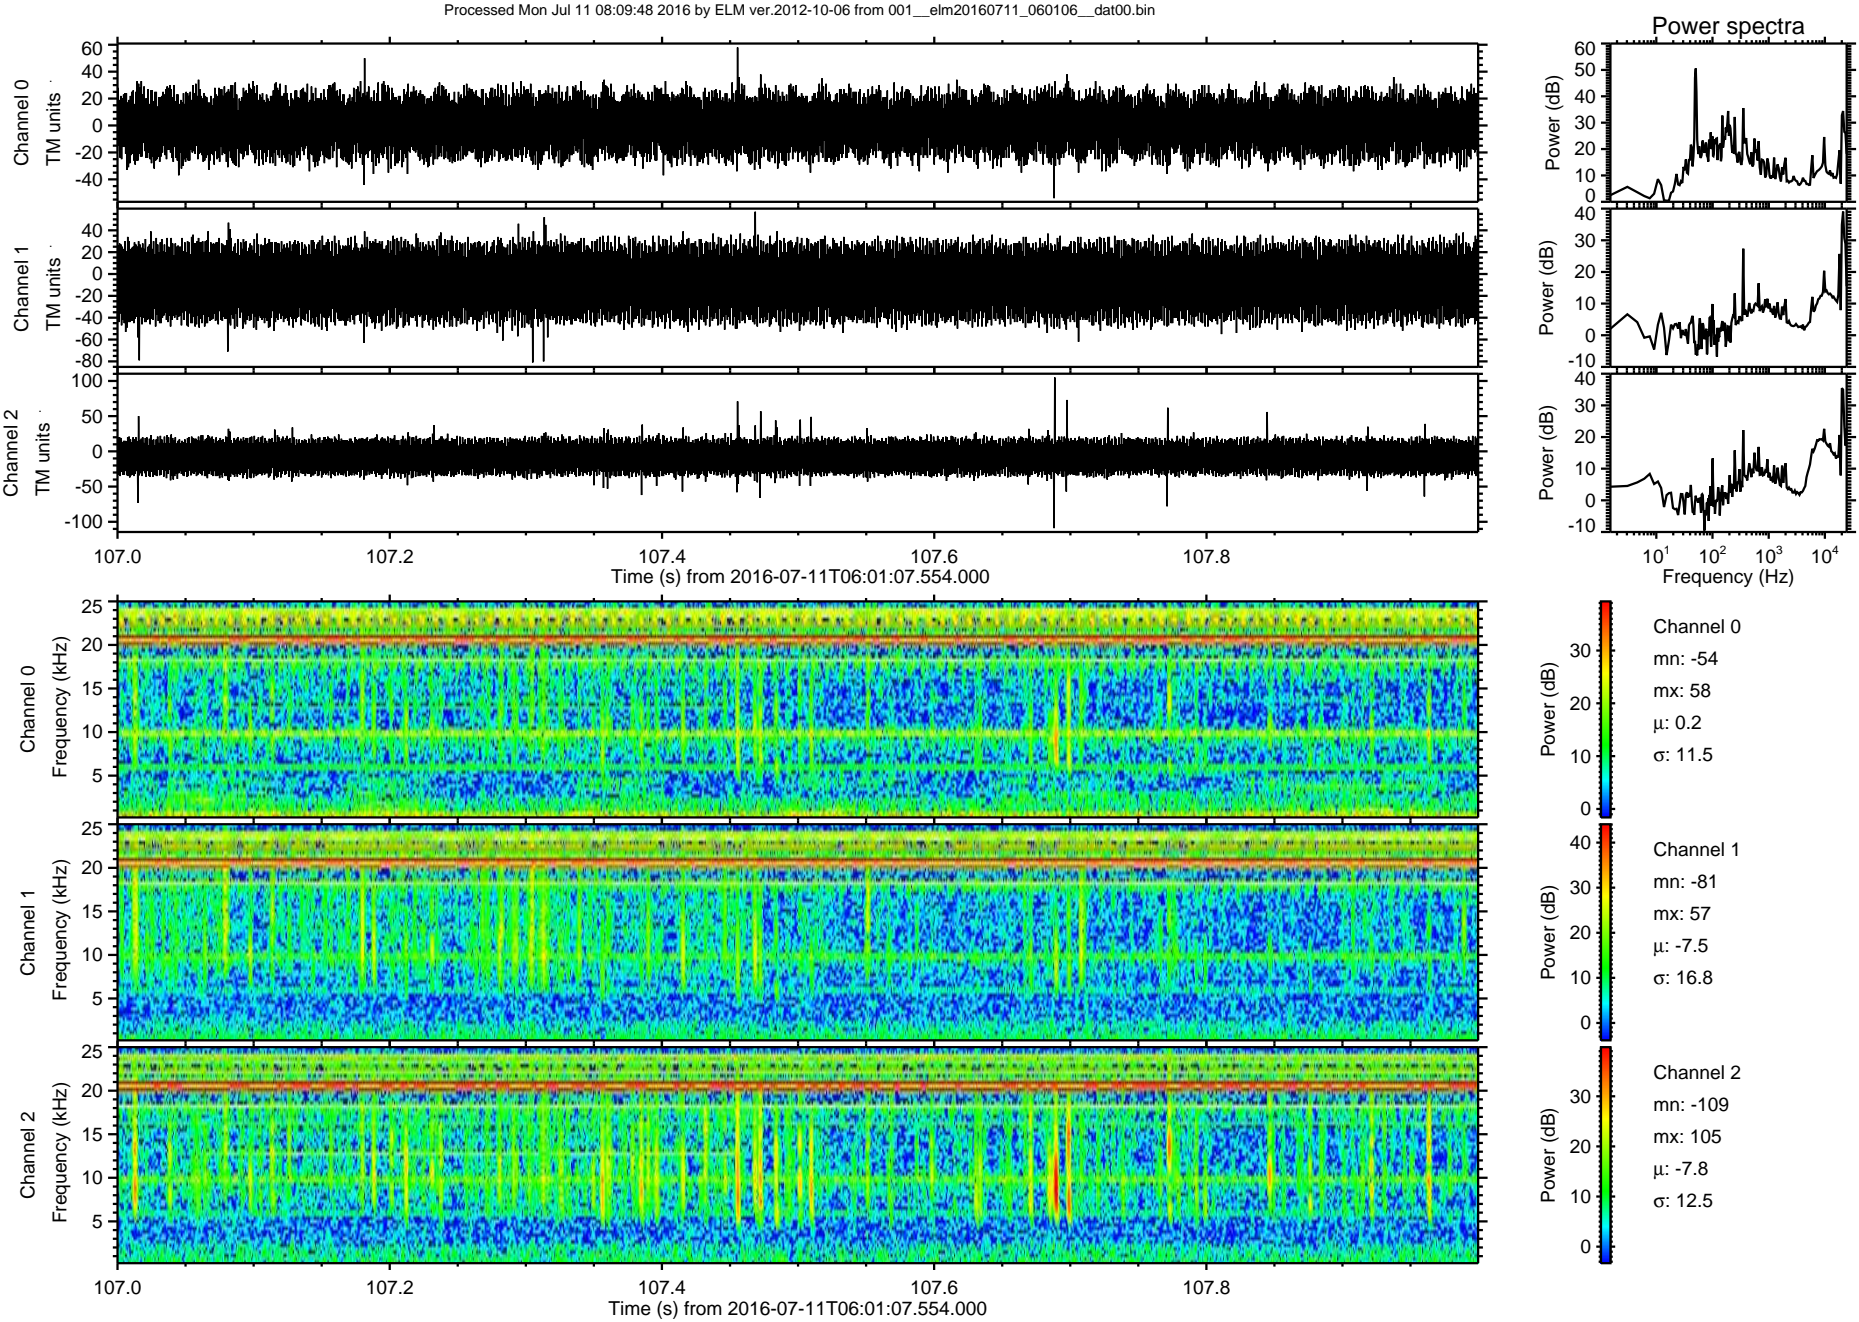 Processed Mon Jul 11 08:09:48 2016 by ELM ver.2012-10-06 from 001__elm20160711_060106__dat00.bin
Power spectra
Channel 0
TM units
60
40
20
0
-20
-40
Power (dB)
60
50
40
30
20
10
0
Channel 1
TM units
40
20
0
-20
-40
-60
-80
Power (dB)
40
30
20
10
0
-10
Channel 2
TM units
100
50
0
-50
-100
Power (dB)
40
30
20
10
0
-10
107.0 107.2 107.4 107.6 107.8
Time (s) from 2016-07-11T06:01:07.554.000
10¹ 10² 10³ 10⁴
Frequency (Hz)
Channel 0
Frequency (kHz)
25
20
15
10
5
Power (dB)
30
20
10
0
Channel 0
mn: -54
mx: 58
μ: 0.2
σ: 11.5
Channel 1
Frequency (kHz)
25
20
15
10
5
Power (dB)
40
30
20
10
0
Channel 1
mn: -81
mx: 57
μ: -7.5
σ: 16.8
Channel 2
Frequency (kHz)
25
20
15
10
5
Power (dB)
30
20
10
0
Channel 2
mn: -109
mx: 105
μ: -7.8
σ: 12.5
107.0 107.2 107.4 107.6 107.8
Time (s) from 2016-07-11T06:01:07.554.000